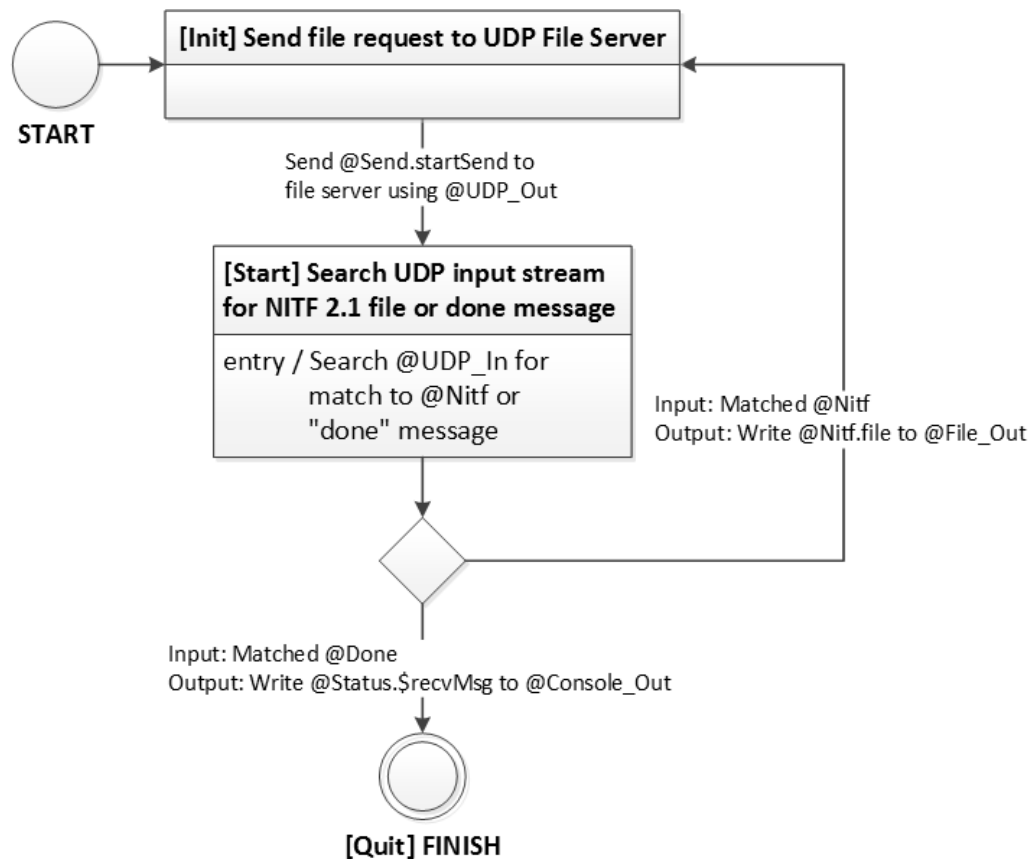 [Init] Send file request to UDP File Server
START
Send @Send.startSend to
file server using @UDP_Out
[Start] Search UDP input stream
for NITF 2.1 file or done message
entry / Search @UDP_In for
match to @Nitf or
"done" message
Input: Matched @Nitf
Output: Write @Nitf.file to @File_Out
Input: Matched @Done
Output: Write @Status.$recvMsg to @Console_Out
[Quit] FINISH